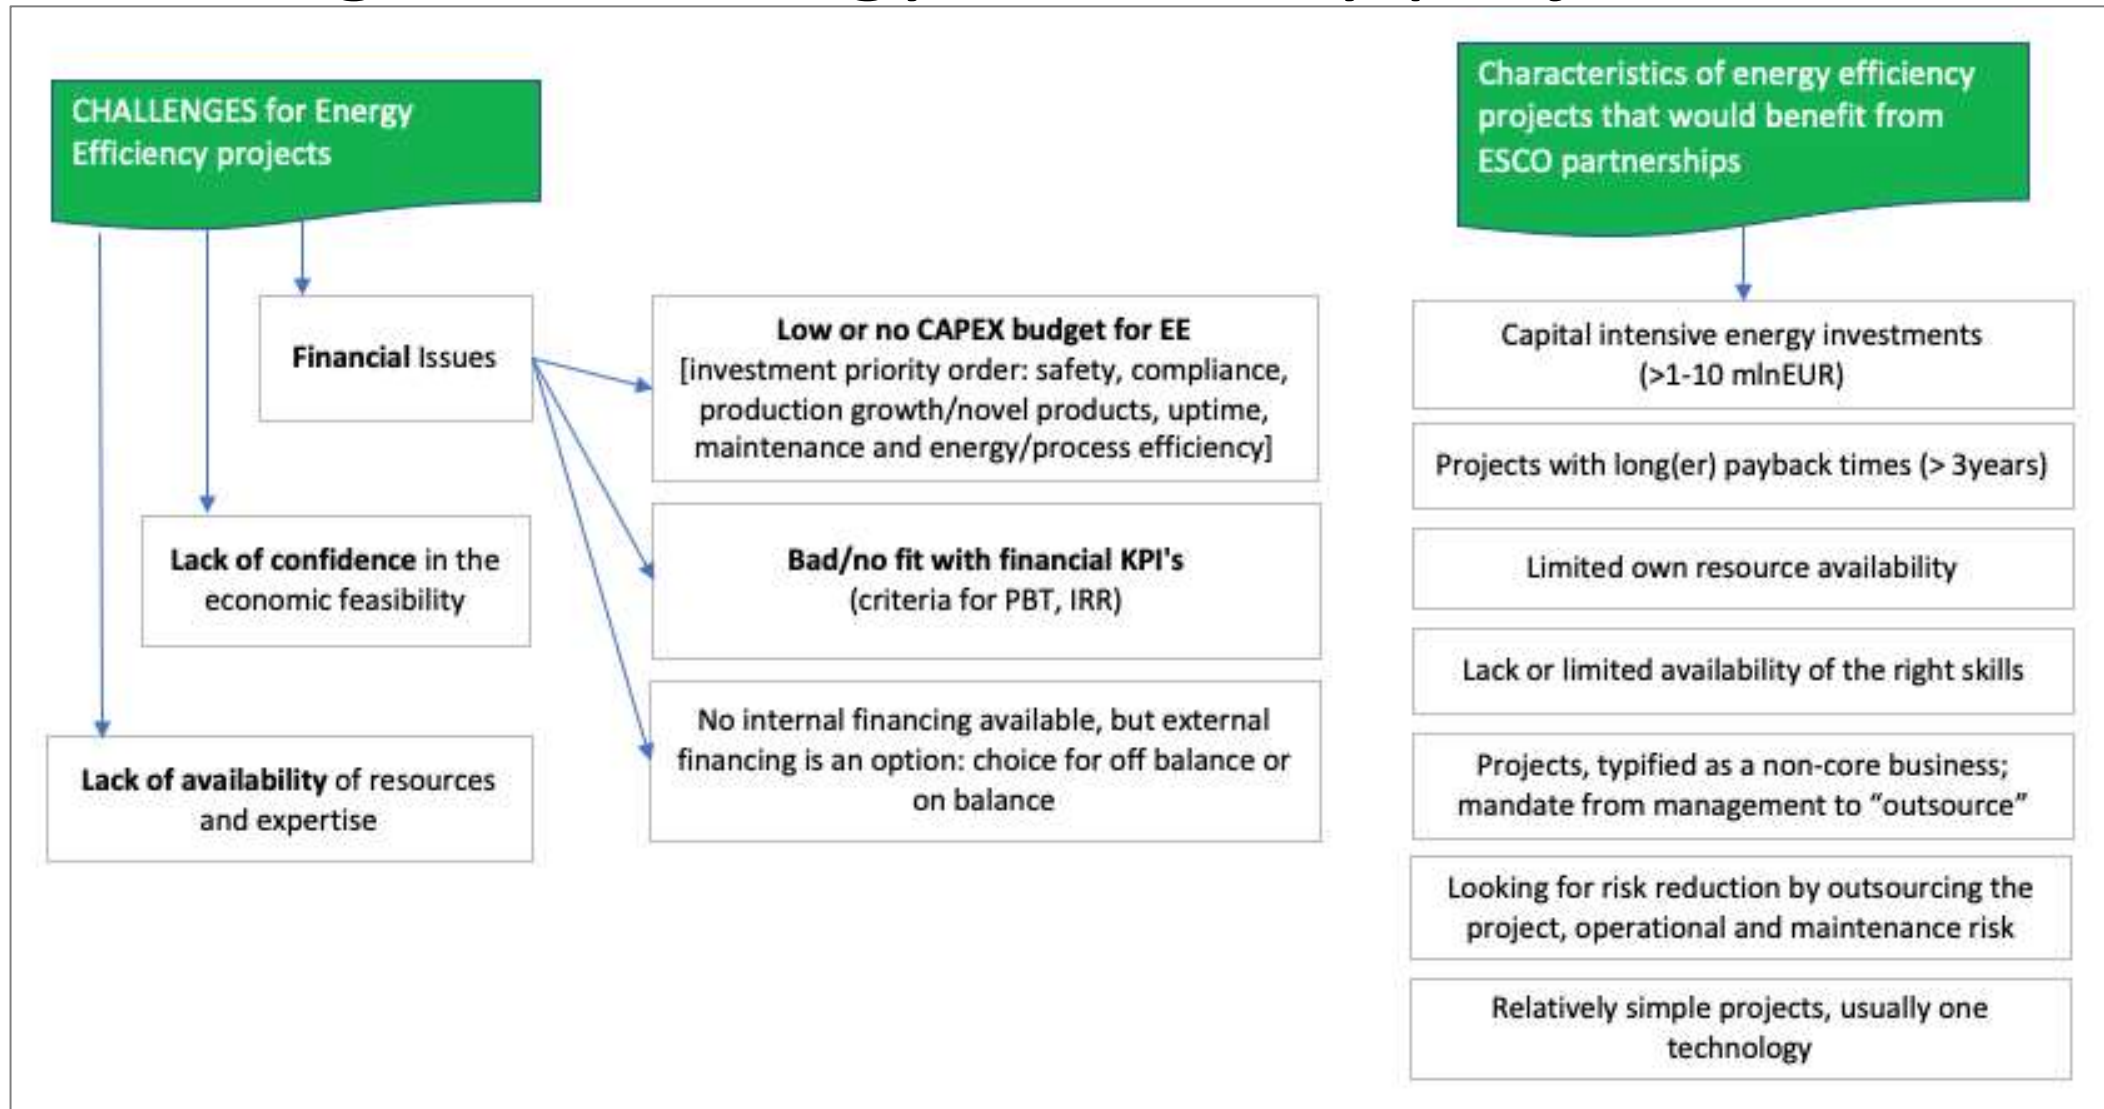 CHALLENGES for Energy
Efficiency projects
Financial Issues
Lack of confidence in the
economic feasibility
Lack of availability of resources
and expertise
Low or no CAPEX budget for EE
[investment priority order: safety, compliance,
production growth/novel products, uptime,
maintenance and energy/process efficiency]
Bad/no fit with financial KPI's
(criteria for PBT, IRR)
No internal financing available, but external
financing is an option: choice for off balance or
on balance
Characteristics of energy efficiency
projects that would benefit from
ESCO partnerships
Capital intensive energy investments
(>1-10 mlnEUR)
Projects with long(er) payback times (> 3years)
Limited own resource availability
Lack or limited availability of the right skills
Projects, typified as a non-core business;
mandate from management to “outsource”
Looking for risk reduction by outsourcing the
project, operational and maintenance risk
Relatively simple projects, usually one
technology